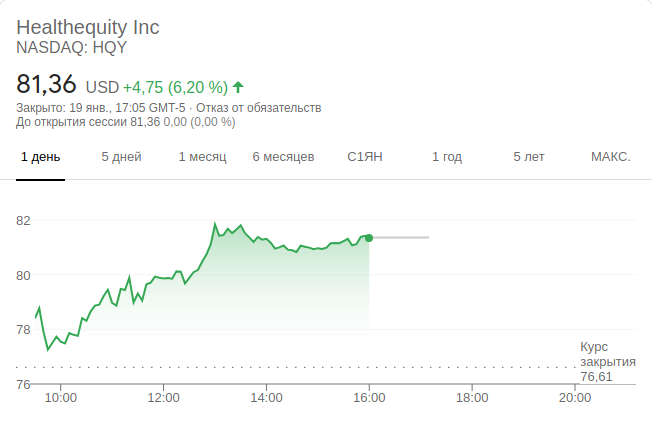 Healthequity Inc
NASDAQ: HQY
81,36 USD +4,75 (6,20 %)
Закрыто: 19 янв., 17:05 GMT-5 · Отказ от обязательств
До открытия сессии 81,36 0,00 (0,00 %)
1 день 5 дней 1 месяц 6 месяцев С1ЯН 1 год 5 лет МАКС.
82
80
78
Курс
закрытия
76,61
76
10:00 12:00 14:00 16:00 18:00 20:00